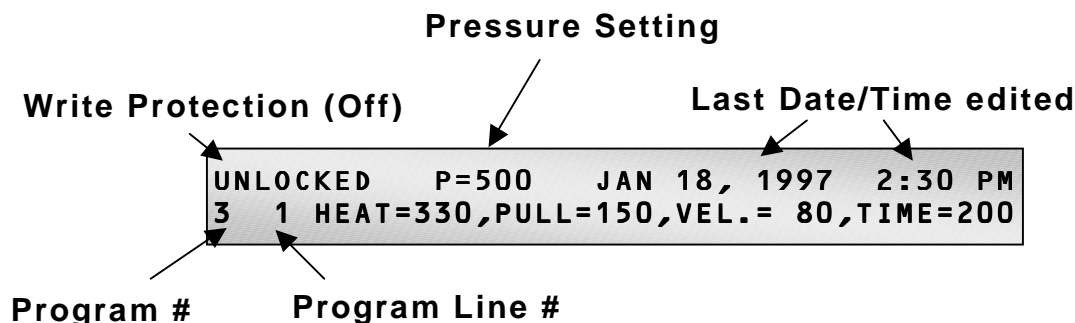 Pressure Setting
Write Protection (Off)
Last Date/Time edited
UNLOCKED P=500 JAN 18, 1997 2:30 PM
3 1 HEAT=330,PULL=150,VEL.= 80,TIME=200
Program #
Program Line #